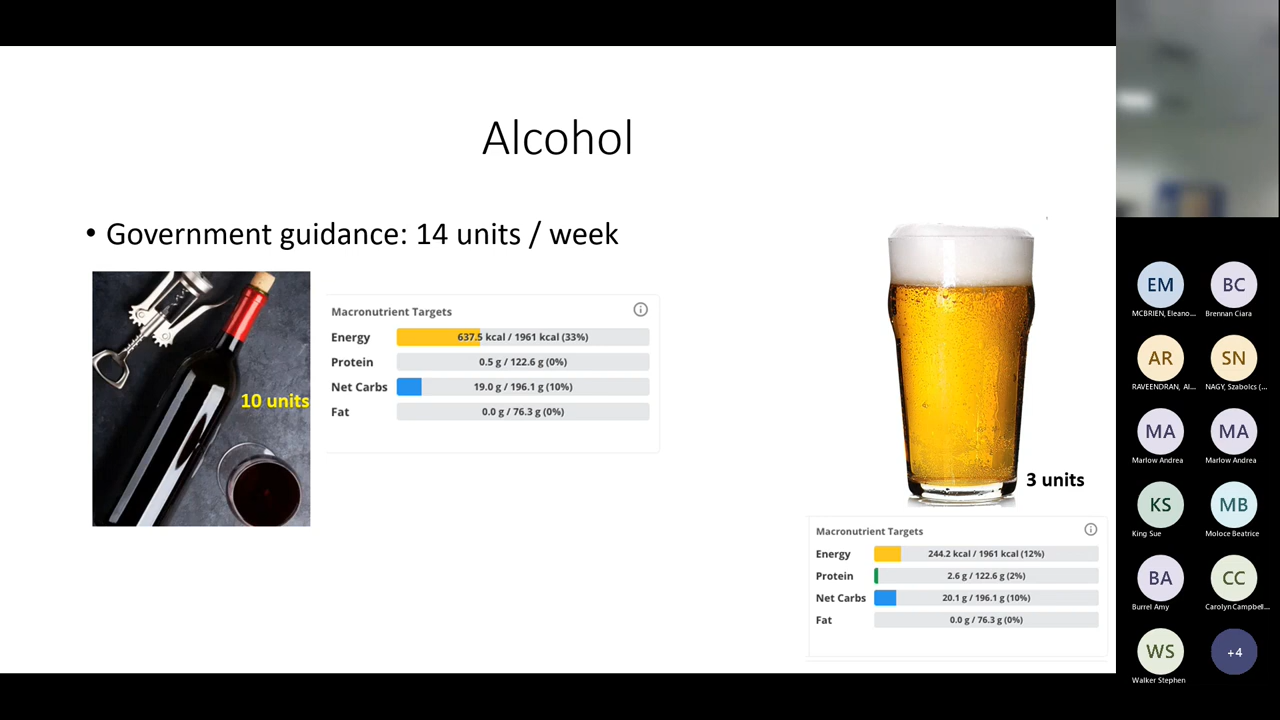 Alcohol
• Government guidance: 14 units / week
10 units
Macronutrient Targets
Energy 637.5 kcal / 1961 kcal (33%)
Protein 0.5 g / 122.6 g (0%)
Net Carbs 19.0 g / 196.1 g (10%)
Fat 0.0 g / 76.3 g (0%)
3 units
Macronutrient Targets
Energy 244.2 kcal / 1961 kcal (12%)
Protein 2.6 g / 122.6 g (2%)
Net Carbs 20.1 g / 196.1 g (10%)
Fat 0.0 g / 76.3 g (0%)
EM BC
MCBRIEN, Eleano... Brennan Ciara
AR SN
RAVEENDRAN, Al... NAGY, Szabolcs (...
MA MA
Marlow Andrea Marlow Andrea
KS MB
King Sue Moloce Beatrice
BA CC
Burrel Amy Carolyn Campbel...
WS +4
Walker Stephen